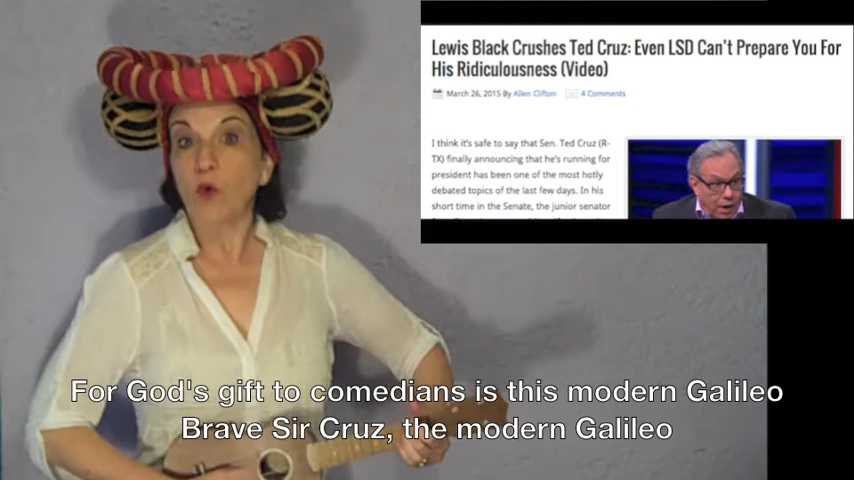 Lewis Black Crushes Ted Cruz: Even LSD Can't Prepare You For
His Ridiculousness (Video)
March 26, 2015 By Allen Clifton 4 Comments
I think it's safe to say that Sen. Ted Cruz (R-
TX) finally announcing that he's running for
president has been one of the most hotly
debated topics of the last few days. In his
short time in the Senate, the junior senator
For God's gift to comedians is this modern Galileo
Brave Sir Cruz, the modern Galileo